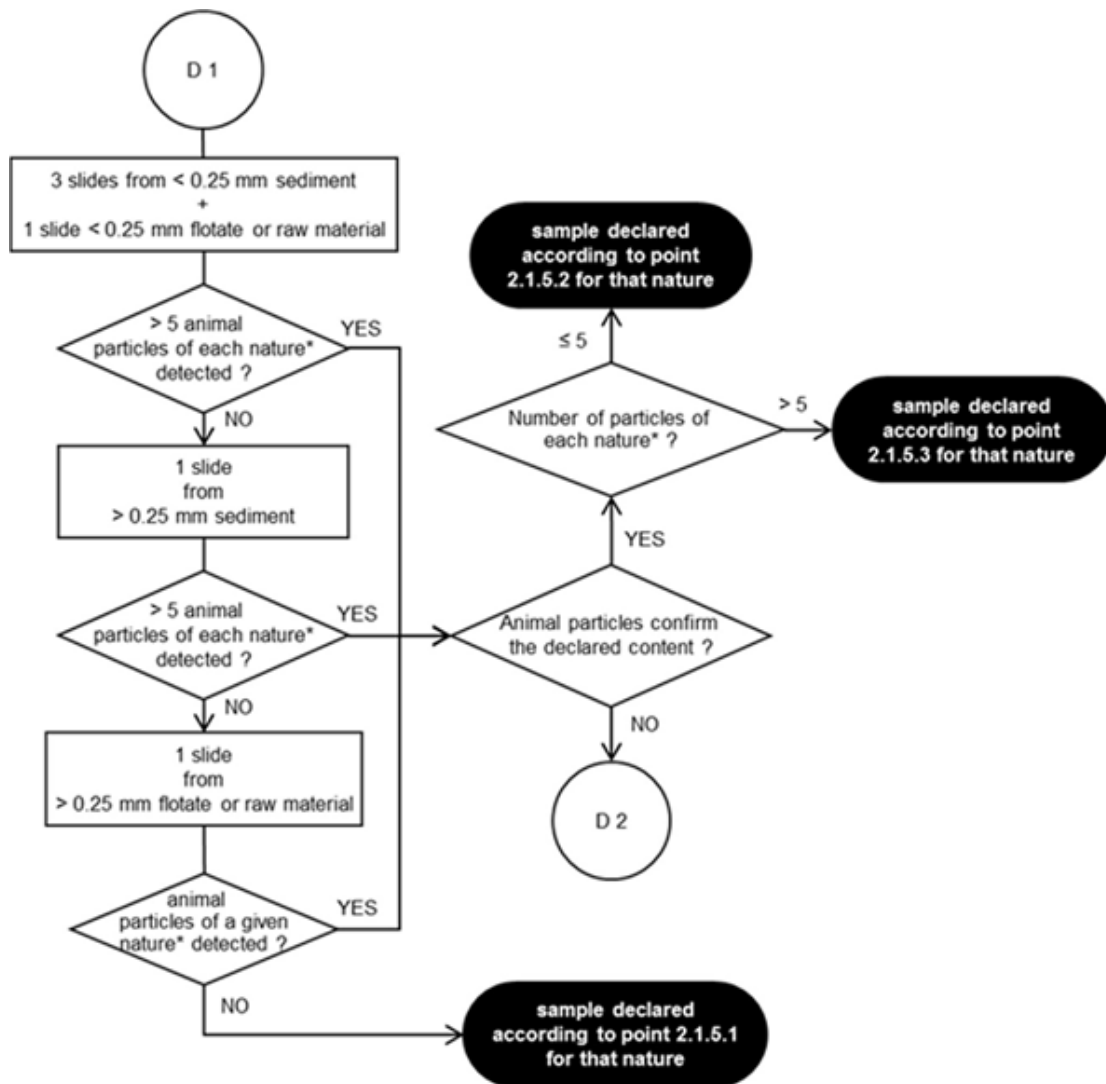 D 1
3 slides from < 0.25 mm sediment
+
1 slide < 0.25 mm flotate or raw material
> 5 animal
particles of each nature*
detected ?
YES
NO
1 slide
from
> 0.25 mm sediment
> 5 animal
particles of each nature*
detected ?
YES
NO
1 slide
from
> 0.25 mm flotate or raw material
animal
particles of a given
nature* detected ?
YES
NO
sample declared
according to point 2.1.5.1
for that nature
Animal particles confirm
the declared content ?
YES
NO
D 2
Number of particles of
each nature* ?
≤ 5
> 5
sample declared
according to point
2.1.5.2 for that nature
sample declared
according to point
2.1.5.3 for that nature